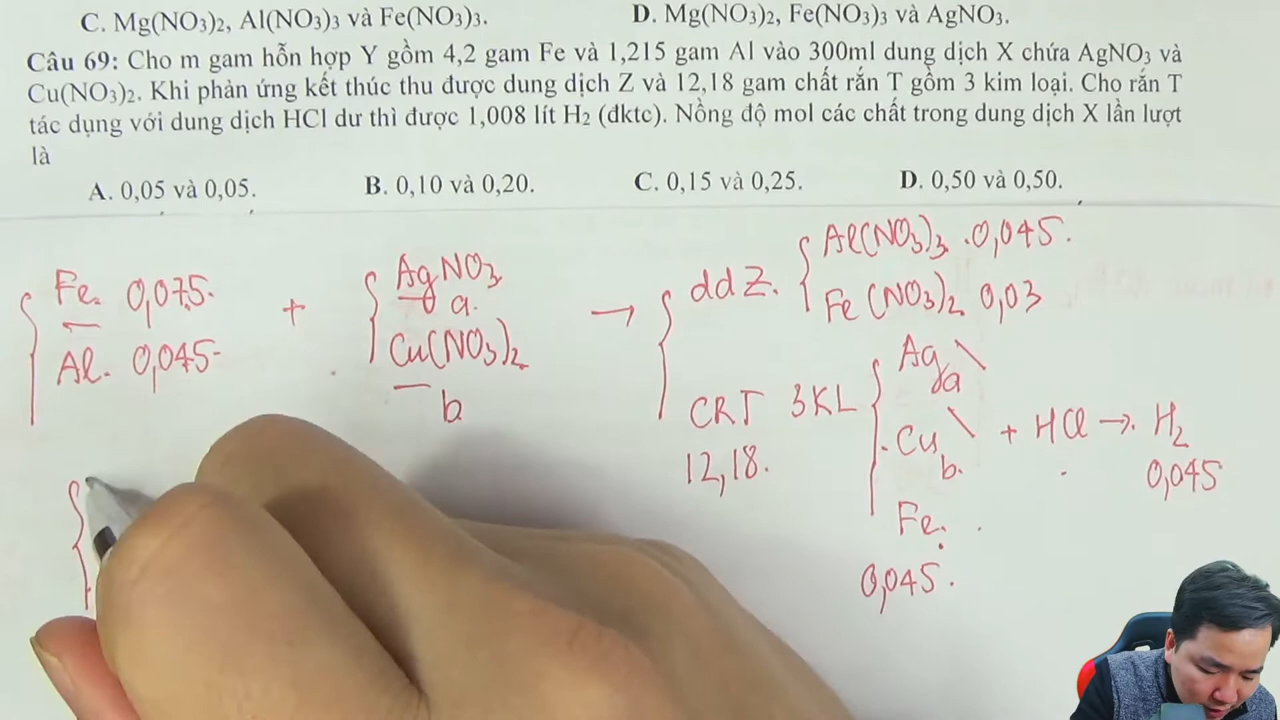 C. Mg(NO3)2, Al(NO3)3 và Fe(NO3)3. D. Mg(NO3)2, Fe(NO3)3 và AgNO3.
Câu 69: Cho m gam hỗn hợp Y gồm 4,2 gam Fe và 1,215 gam Al vào 300ml dung dịch X chứa AgNO3 và
Cu(NO3)2. Khi phản ứng kết thúc thu được dung dịch Z và 12,18 gam chất rắn T gồm 3 kim loại. Cho rắn T
tác dụng với dung dịch HCl dư thì được 1,008 lít H2 (đktc). Nồng độ mol các chất trong dung dịch X lần lượt
là
A. 0,05 và 0,05. B. 0,10 và 0,20. C. 0,15 và 0,25. D. 0,50 và 0,50.
Fe. 0,075.
Al. 0,045
+
AgNO3
a.
Cu(NO3)2
b
→
ddZ.
Al(NO3)3 .0,045.
Fe(NO3)2 0,03
CRT 3KL
12,18.
Ag
a
Cu
b.
Fe.
0,045.
+ HCl → H2
0,045